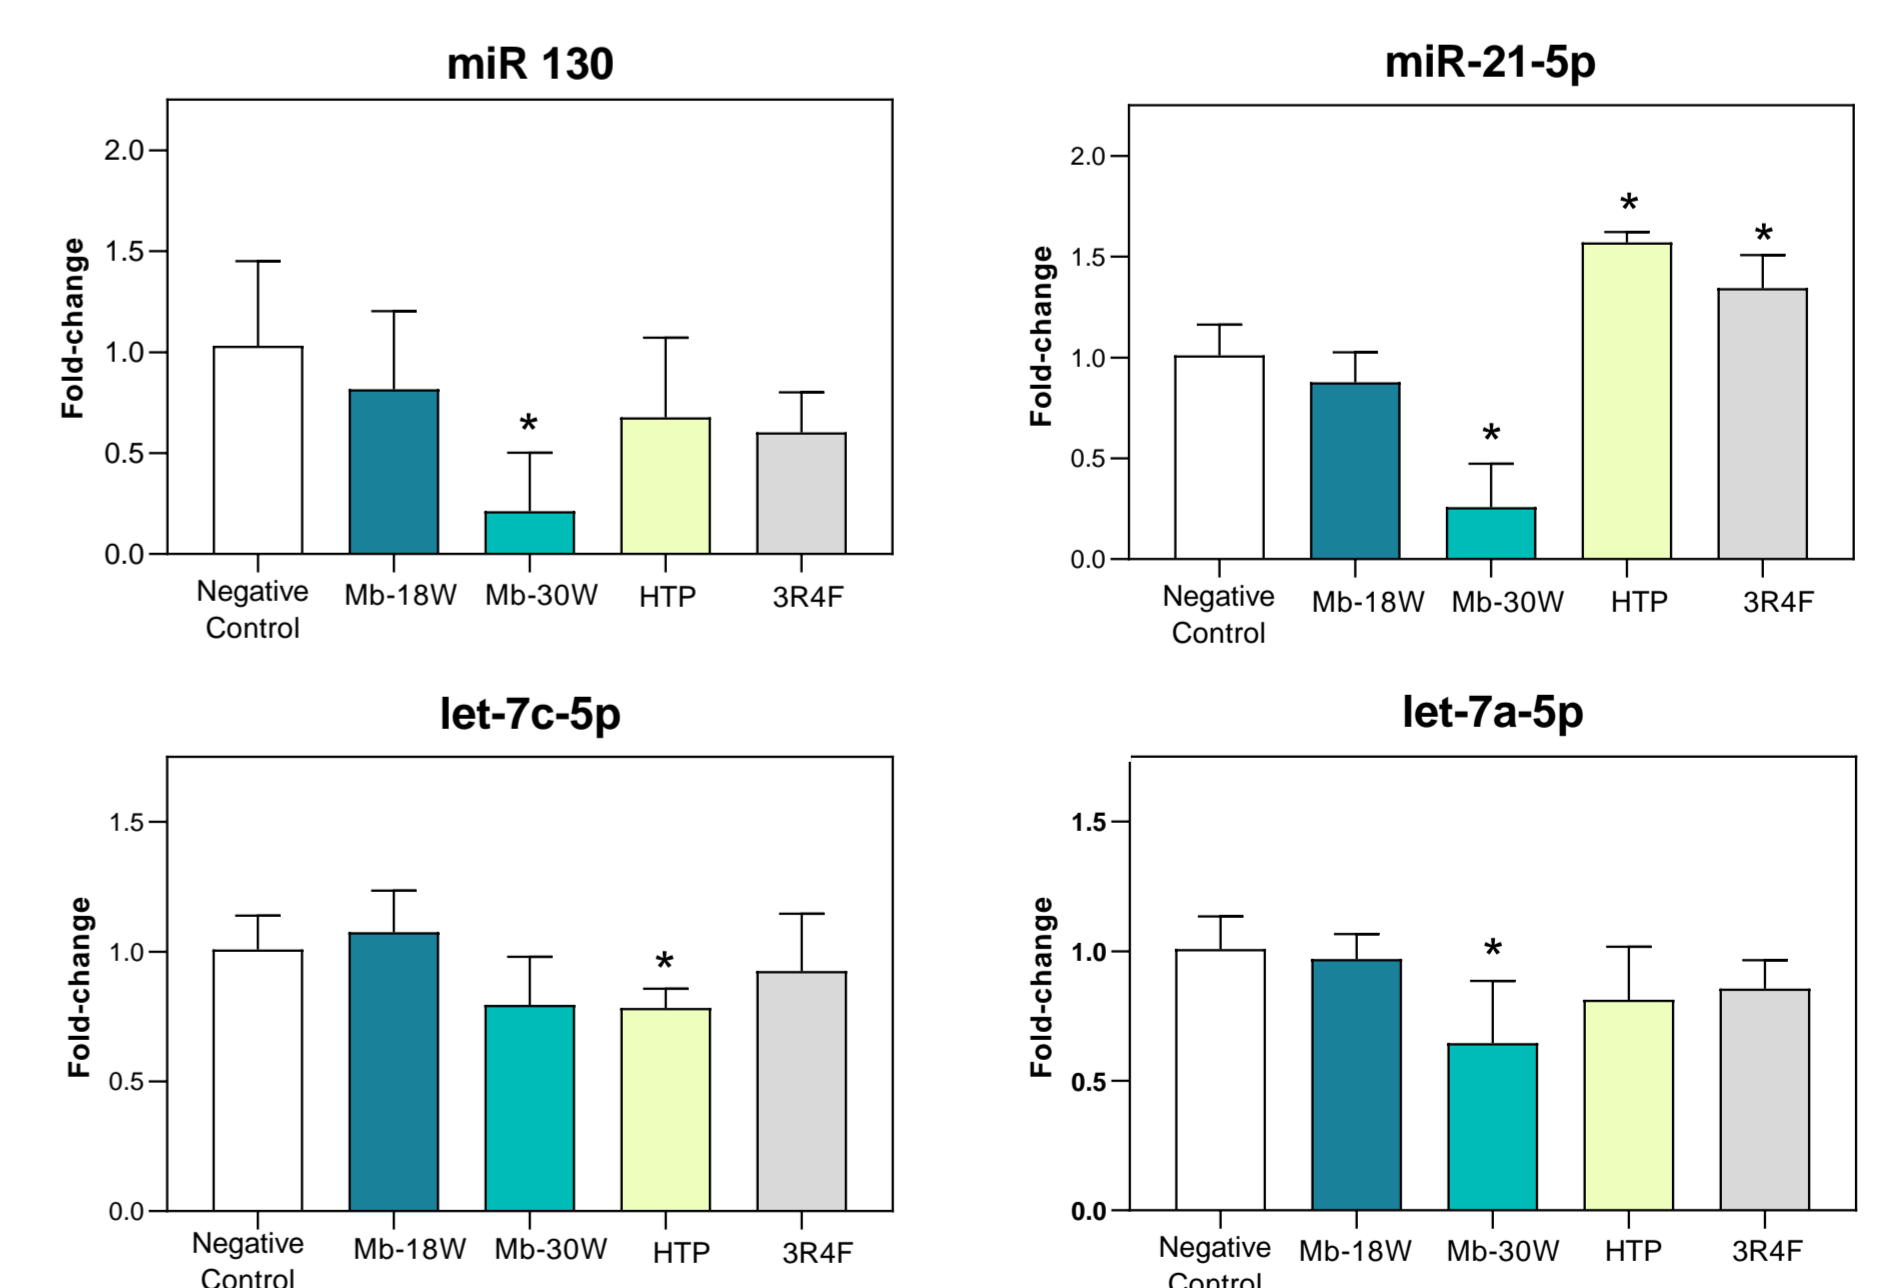 miR 130
Fold-change
2.0
1.5
1.0
0.5
0.0
*
Negative
Control
Mb-18W
Mb-30W
HTP
3R4F
miR-21-5p
Fold-change
2.0
1.5
1.0
0.5
0.0
*
*
*
Negative
Control
Mb-18W
Mb-30W
HTP
3R4F
let-7c-5p
Fold-change
1.5
1.0
0.5
0.0
*
Negative
Control
Mb-18W
Mb-30W
HTP
3R4F
let-7a-5p
Fold-change
1.5
1.0
0.5
0.0
*
Negative
Control
Mb-18W
Mb-30W
HTP
3R4F